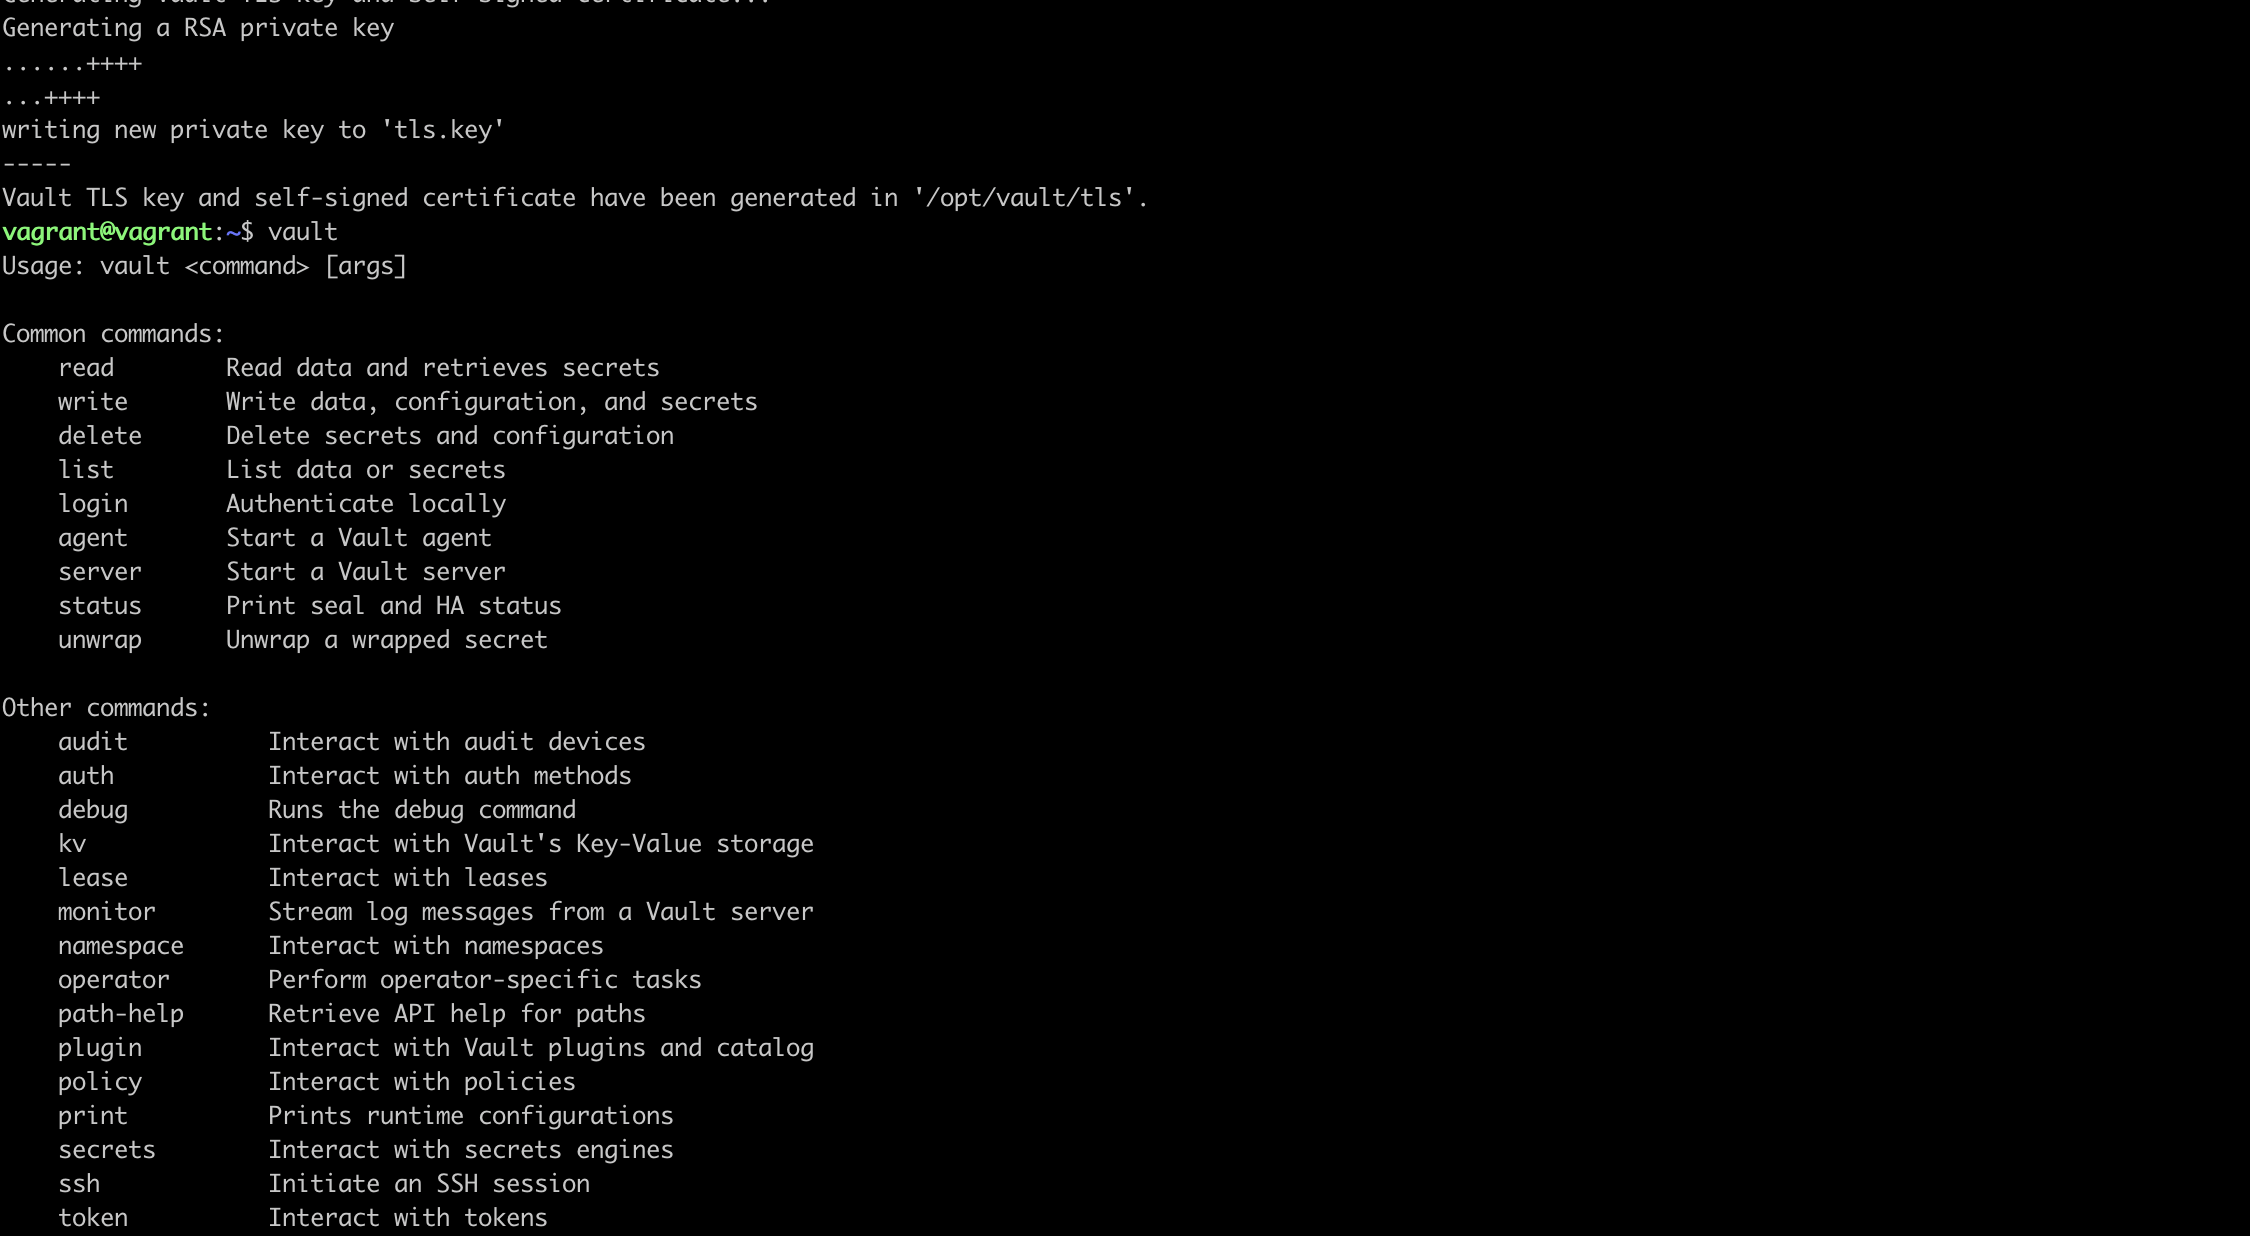 Generating Vault TLS key and self-signed certificate...
Generating a RSA private key
......++++
...++++
writing new private key to 'tls.key'
-----
Vault TLS key and self-signed certificate have been generated in '/opt/vault/tls'.
vagrant@vagrant:~$ vault
Usage: vault <command> [args]

Common commands:
    read        Read data and retrieves secrets
    write       Write data, configuration, and secrets
    delete      Delete secrets and configuration
    list        List data or secrets
    login       Authenticate locally
    agent       Start a Vault agent
    server      Start a Vault server
    status      Print seal and HA status
    unwrap      Unwrap a wrapped secret

Other commands:
    audit          Interact with audit devices
    auth           Interact with auth methods
    debug          Runs the debug command
    kv             Interact with Vault's Key-Value storage
    lease          Interact with leases
    monitor        Stream log messages from a Vault server
    namespace      Interact with namespaces
    operator       Perform operator-specific tasks
    path-help      Retrieve API help for paths
    plugin         Interact with Vault plugins and catalog
    policy         Interact with policies
    print          Prints runtime configurations
    secrets        Interact with secrets engines
    ssh            Initiate an SSH session
    token          Interact with tokens